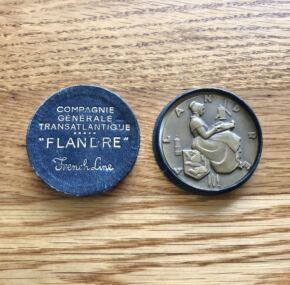 COMPAGNIE
GÉNÉRALE
TRANSATLANTIQUE
"FLANDRE"
French Line
FLANDRE